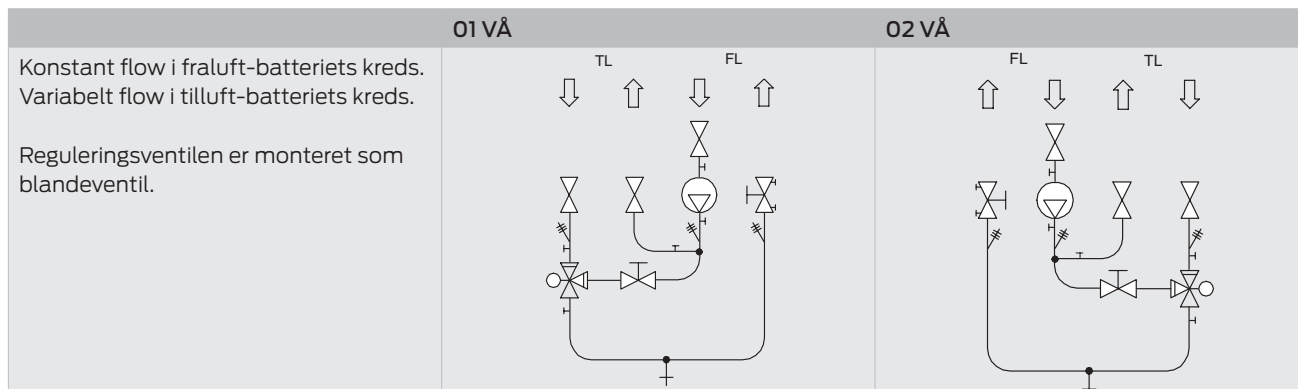 01 VÅ
02 VÅ
Konstant flow i fraluft-batteriets kreds.
Variabelt flow i tilluft-batteriets kreds.
Reguleringsventilen er monteret som
blandeventil.
TL FL
FL TL